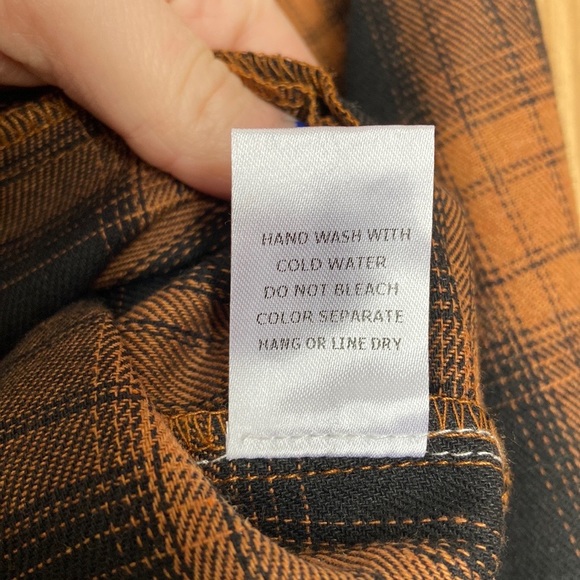 HAND WASH WITH
COLD WATER
DO NOT BLEACH
COLOR SEPARATE
HANG OR LINE DRY